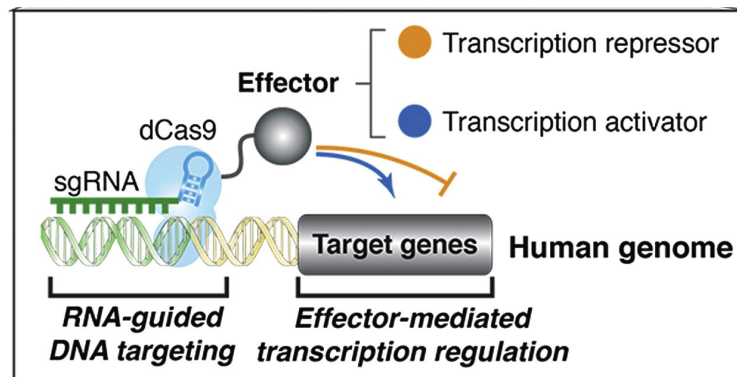 Transcription repressor
Effector
Transcription activator
dCas9
sgRNA
Target genes
Human genome
RNA-guided
DNA targeting
Effector-mediated
transcription regulation